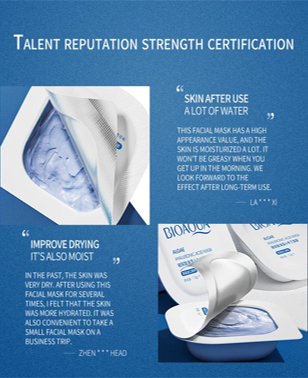 TALENT REPUTATION STRENGTH CERTIFICATION
“
SKIN AFTER USE
A LOT OF WATER
”
THIS FACIAL MASK HAS A HIGH
APPEARANCE VALUE, AND THE
SKIN IS MOISTURIZED A LOT. IT
WON'T BE GREASY WHEN YOU
GET UP IN THE MORNING. WE
LOOK FORWARD TO THE
EFFECT AFTER LONG-TERM USE.
— LA * * * XI
“
IMPROVE DRYING
IT'S ALSO MOIST
”
IN THE PAST, THE SKIN WAS
VERY DRY. AFTER USING THIS
FACIAL MASK FOR SEVERAL
TIMES, I FELT THAT THE SKIN
WAS MORE HYDRATED. IT WAS
ALSO CONVENIENT TO TAKE A
SMALL FACIAL MASK ON A
BUSINESS TRIP.
— ZHEN * * * HEAD
BIOAQUA
ALGAE